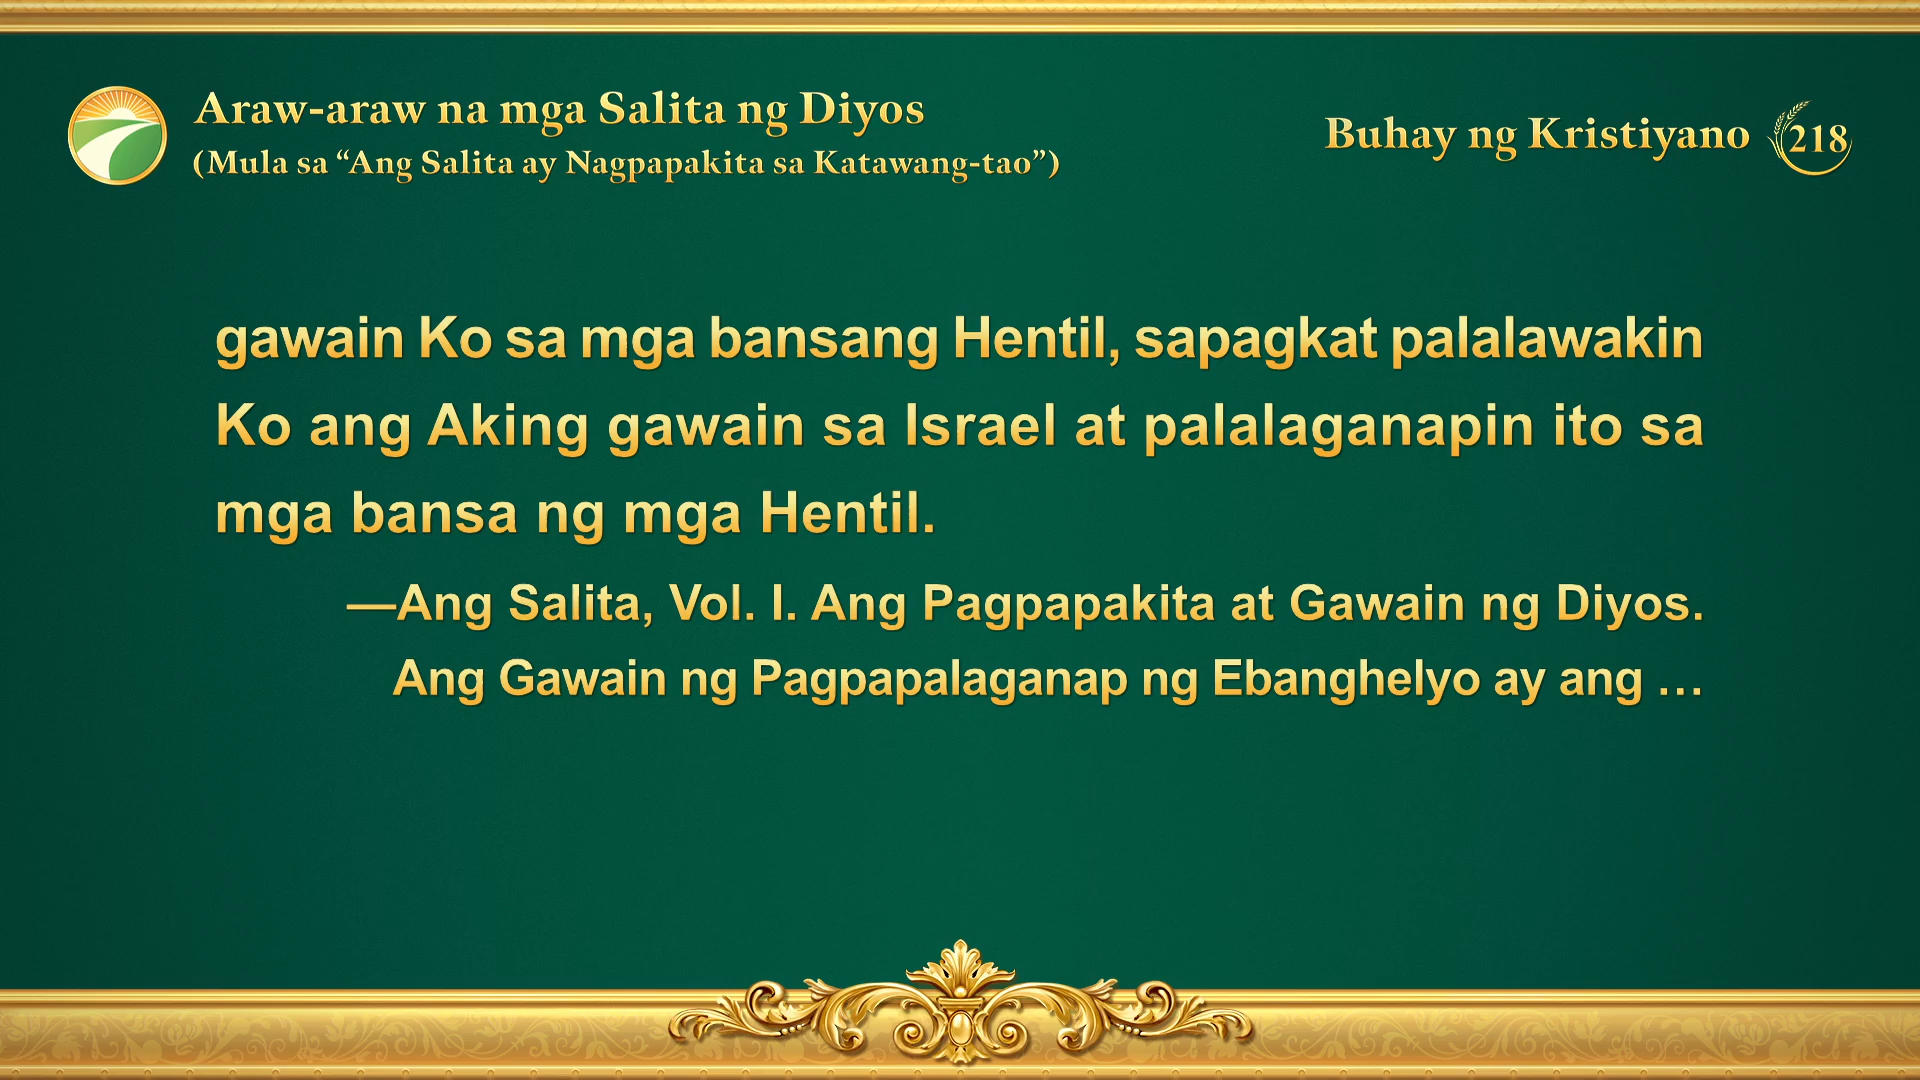 Araw-araw na mga Salita ng Diyos
(Mula sa “Ang Salita ay Nagpapakita sa Katawang-tao”)
Buhay ng Kristiyano 218
gawain Ko sa mga bansang Hentil, sapagkat palalawakin
Ko ang Aking gawain sa Israel at palalaganapin ito sa
mga bansa ng mga Hentil.
—Ang Salita, Vol. I. Ang Pagpapakita at Gawain ng Diyos.
Ang Gawain ng Pagpapalaganap ng Ebanghelyo ay ang …